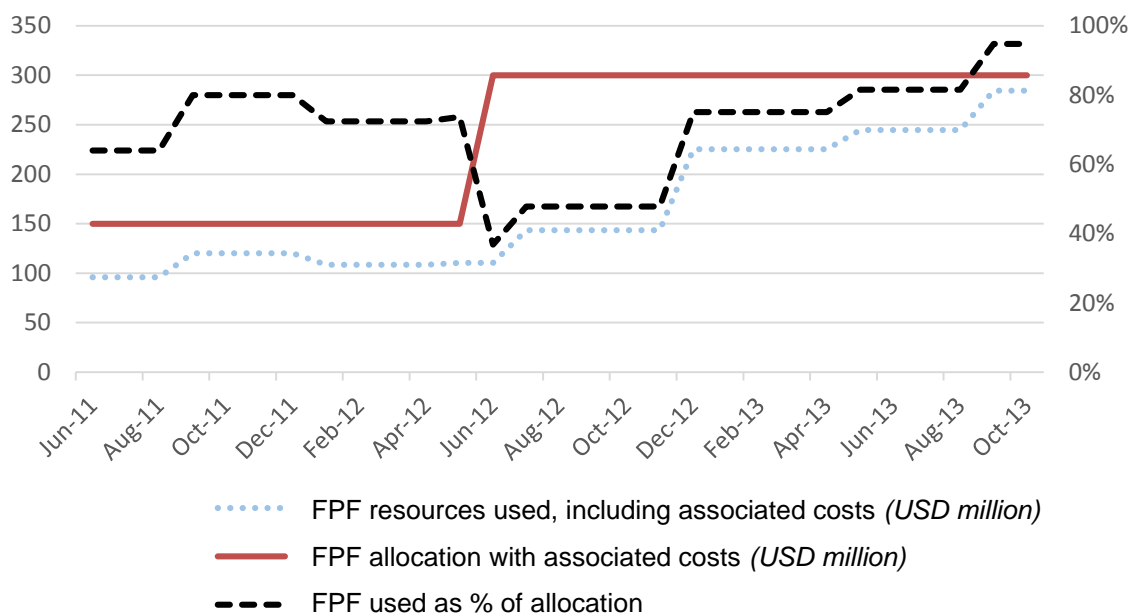 350
300
250
200
150
100
50
0
100%
80%
60%
40%
20%
0%
Jun-11
Aug-11
Oct-11
Dec-11
Feb-12
Apr-12
Jun-12
Aug-12
Oct-12
Dec-12
Feb-13
Apr-13
Jun-13
Aug-13
Oct-13
FPF resources used, including associated costs (USD million)
FPF allocation with associated costs (USD million)
FPF used as % of allocation